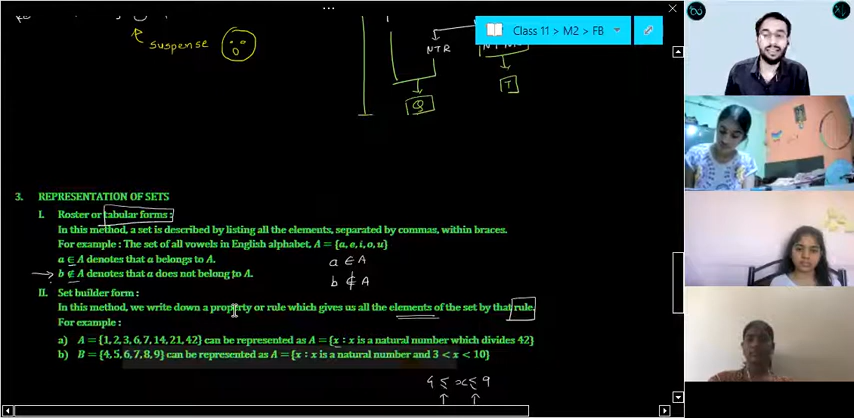 Class 11 > M2 > FB
suspense
NTR
Q
T
3. REPRESENTATION OF SETS
I. Roster or tabular forms :
In this method, a set is described by listing all the elements, separated by commas, within braces.
For example : The set of all vowels in English alphabet, A = {a, e, i, o, u}
a ∈ A denotes that a belongs to A.
b ∉ A denotes that a does not belong to A.
a ∈ A
b ∉ A
II. Set builder form :
In this method, we write down a property or rule which gives us all the elements of the set by that rule.
For example :
a) A = {1, 2, 3, 6, 7, 14, 21, 42} can be represented as A = {x : x is a natural number which divides 42}
b) B = {4, 5, 6, 7, 8, 9} can be represented as A = {x : x is a natural number and 3 < x < 10}
4 ≤ x ≤ 9